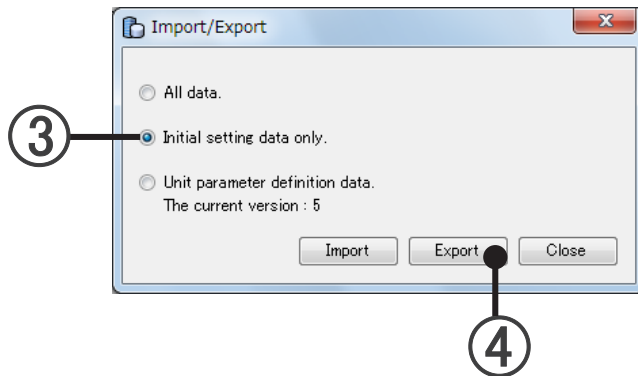 Import/Export
All data.
③
Initial setting data only.
Unit parameter definition data.
The current version : 5
Import Export Close
④